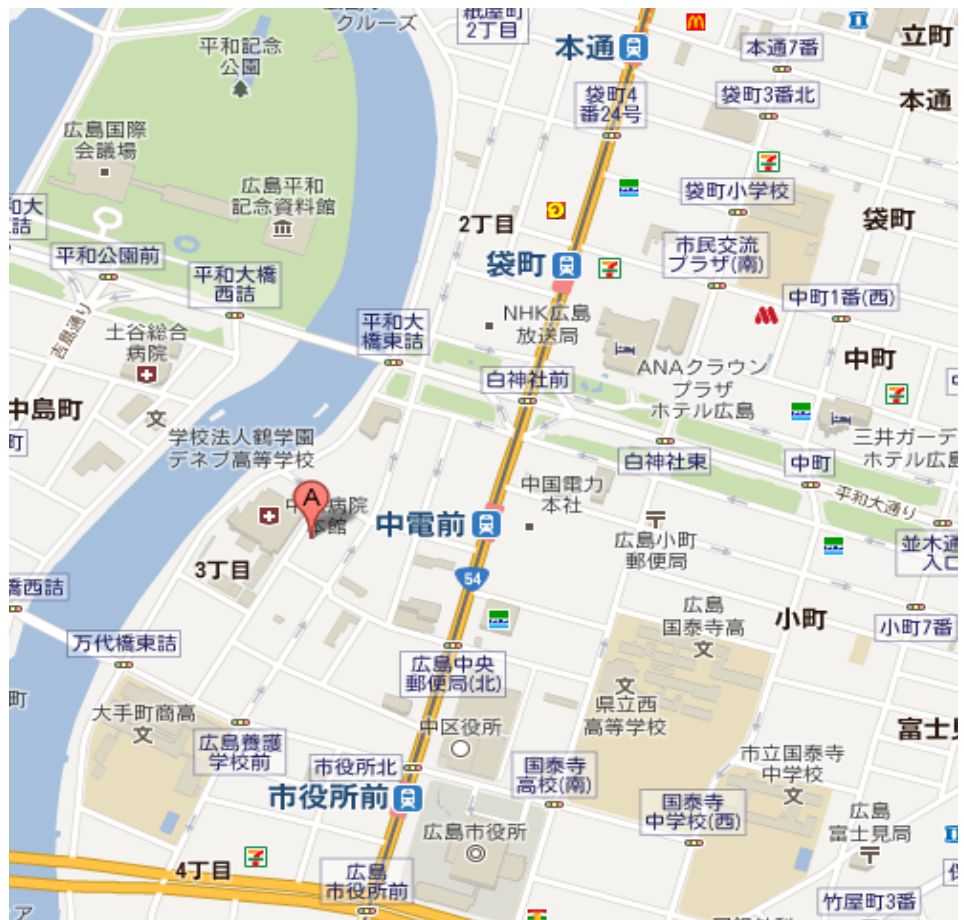 クルーズ
紙屋町
2丁目
本通
立町
本通7番
平和記念
公園
袋町4
番24号
袋町3番北
本通
広島国際
会議場
広島平和
記念資料館
袋町小学校
和大
詰
2丁目
袋町
平和公園前
平和大橋
西詰
袋町
市民交流
プラザ(南)
中町1番(西)
吉島通り
土谷総合
病院
平和大
橋東詰
NHK広島
放送局
中町
白神社前
ANAクラウン
プラザ
ホテル広島
中島町
町
学校法人鶴学園
デネブ高等学校
白神社東
中町
三井ガーデ
ホテル広島
平和大通り
A
病院
中電前
中国電力
本社
広島小町
郵便局
並木通
入口
3丁目
54
橋西詰
広島
国泰寺高
小町
小町7番
万代橋東詰
広島中央
郵便局(北)
町
大手町商高
県立西
高等学校
中区役所
富士見
広島養護
学校前
市役所北
国泰寺
高校(南)
市立国泰寺
中学校
市役所前
国泰寺
中学校(西)
広島市役所
広島
富士見局
4丁目
広島
市役所前
竹屋町3番
ア